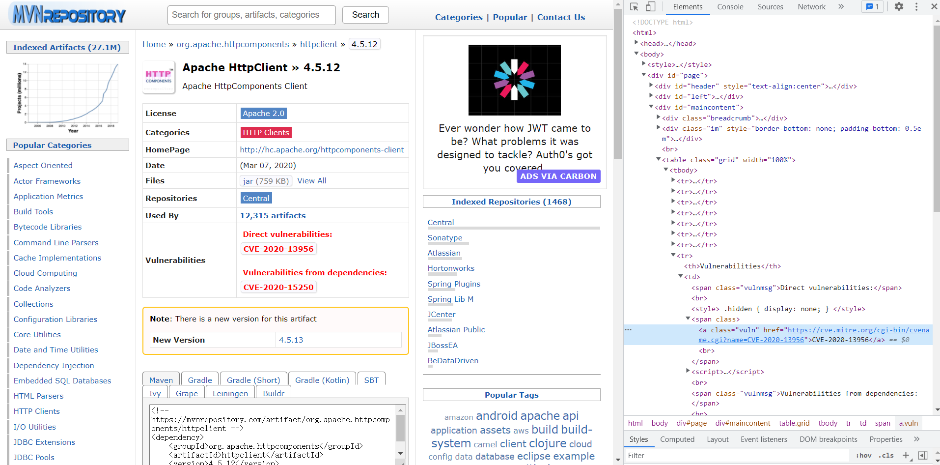 MVNREPOSITORY
Search for groups, artifacts, categories
Search
Categories | Popular | Contact Us
Indexed Artifacts (27.1M)
Projects (millions)
Year
Popular Categories
Aspect Oriented
Actor Frameworks
Application Metrics
Build Tools
Bytecode Libraries
Command Line Parsers
Cache Implementations
Cloud Computing
Code Analyzers
Collections
Configuration Libraries
Core Utilities
Date and Time Utilities
Dependency Injection
Embedded SQL Databases
HTML Parsers
HTTP Clients
I/O Utilities
JDBC Extensions
JDBC Pools
Home » org.apache.httpcomponents » httpclient » 4.5.12
HTTP
COMPONENTS
Apache HttpClient » 4.5.12
Apache HttpComponents Client
License
Apache 2.0
Categories
HTTP Clients
HomePage
http://hc.apache.org/httpcomponents-client
Date
(Mar 07, 2020)
Files
jar (759 KB) View All
Repositories
Central
Used By
12,315 artifacts
Vulnerabilities
Direct vulnerabilities:
CVE-2020-13956
Vulnerabilities from dependencies:
CVE-2020-15250
Note: There is a new version for this artifact
New Version
4.5.13
Maven
Gradle
Gradle (Short)
Gradle (Kotlin)
SBT
Ivy
Grape
Leiningen
Buildr
<!--
https://mvnrepository.com/artifact/org.apache.httpcomp
onents/httpclient -->
<dependency>
<groupId>org.apache.httpcomponents</groupId>
<artifactId>httpclient</artifactId>
<version>4.5.12</version>
Ever wonder how JWT came to
be? What problems it was
designed to tackle? Auth0's got
you covered.
ADS VIA CARBON
Indexed Repositories (1468)
Central
Sonatype
Atlassian
Hortonworks
Spring Plugins
Spring Lib M
JCenter
Atlassian Public
JBossEA
BeDataDriven
Popular Tags
amazon android apache api
application assets aws build build-
system camel client clojure cloud
config data database eclipse example
Elements
Console
Sources
Network
»
1
<!DOCTYPE html>
<html>
<head>…</head>
<body>
<style>…</style>
<div id="page">
<div id="header" style="text-align:center">…</div>
<div id="left">…</div>
<div id="maincontent">
<div class="breadcrumb">…</div>
<div class="im" style="border bottom: none; padding bottom: 0.5e
m">…</div>
<br>
<table class="grid" width="100%">
<tbody>
<tr>…</tr>
<tr>…</tr>
<tr>…</tr>
<tr>…</tr>
<tr>…</tr>
<tr>…</tr>
<tr>…</tr>
<tr>
<th>Vulnerabilities</th>
<td>
<span class="vulnmsg">Direct vulnerabilities:</span>
<br>
<style> .hidden { display: none; } </style>
<span class>
<a class="vuln" href="https://cve.mitre.org/cgi-bin/cvena
me.cgi?name=CVE-2020-13956">CVE-2020-13956</a> == $0
<br>
</span>
<script>…</script>
<br>
<span class="vulnmsg">Vulnerabilities from dependencies:
</span>
<br>
html body div#page div#maincontent table.grid tbody tr td span a.vuln
Styles
Computed
Layout
Event listeners
DOM breakpoints
Properties
»
Filter
:hov .cls +